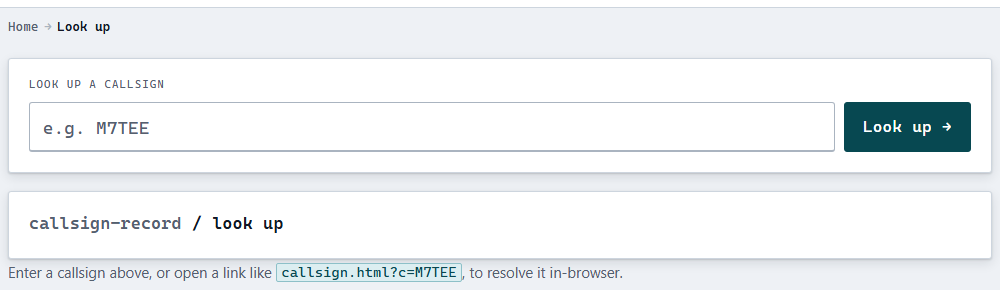 Home → Look up
LOOK UP A CALLSIGN
e.g. M7TEE
Look up →
callsign-record / look up
Enter a callsign above, or open a link like callsign.html?c=M7TEE, to resolve it in-browser.